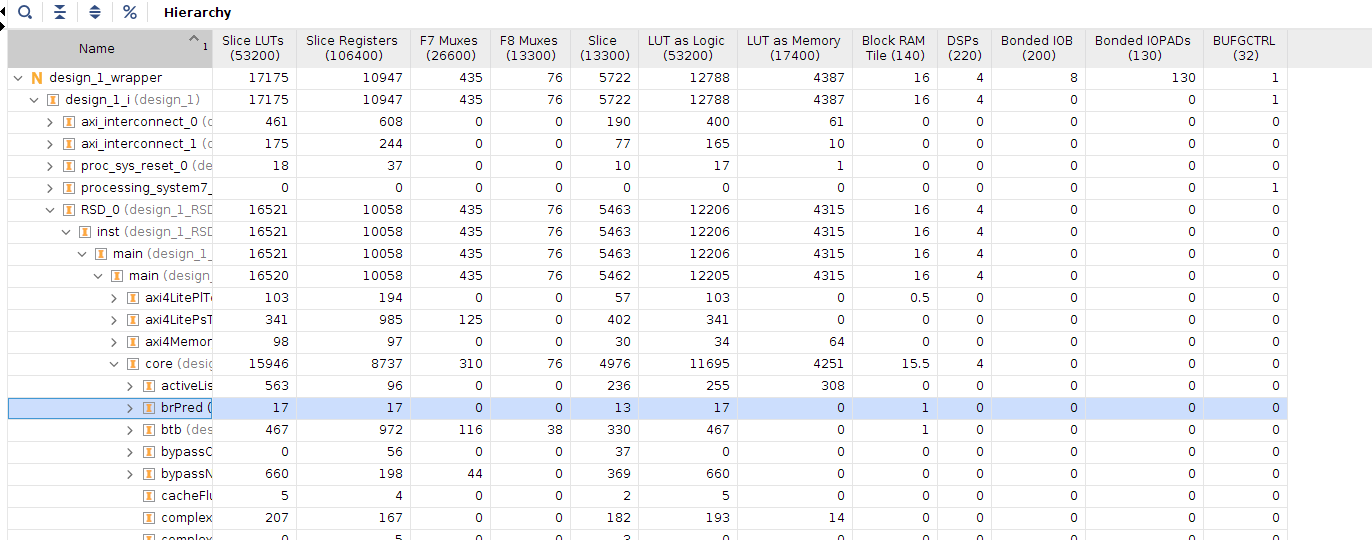 Hierarchy
Name 1 Slice LUTs (53200) Slice Registers (106400) F7 Muxes (26600) F8 Muxes (13300) Slice (13300) LUT as Logic (53200) LUT as Memory (17400) Block RAM Tile (140) DSPs (220) Bonded IOB (200) Bonded IOPADs (130) BUFGCTRL (32)
N design_1_wrapper 17175 10947 435 76 5722 12788 4387 16 4 8 130 1
I design_1_i (design_1) 17175 10947 435 76 5722 12788 4387 16 4 0 0 1
I axi_interconnect_0 (c 461 608 0 0 190 400 61 0 0 0 0 0
I axi_interconnect_1 (c 175 244 0 0 77 165 10 0 0 0 0 0
I proc_sys_reset_0 (de 18 37 0 0 10 17 1 0 0 0 0 0
I processing_system7_ 0 0 0 0 0 0 0 0 0 0 0 1
I RSD_0 (design_1_RSD 16521 10058 435 76 5463 12206 4315 16 4 0 0 0
I inst (design_1_RSD 16521 10058 435 76 5463 12206 4315 16 4 0 0 0
I main (design_1_ 16521 10058 435 76 5463 12206 4315 16 4 0 0 0
I main (design_ 16520 10058 435 76 5462 12205 4315 16 4 0 0 0
I axi4LitePlT 103 194 0 0 57 103 0 0.5 0 0 0 0
I axi4LitePsT 341 985 125 0 402 341 0 0 0 0 0 0
I axi4Memor 98 97 0 0 30 34 64 0 0 0 0 0
I core (desig 15946 8737 310 76 4976 11695 4251 15.5 4 0 0 0
I activeLis 563 96 0 0 236 255 308 0 0 0 0 0
I brPred ( 17 17 0 0 13 17 0 1 0 0 0 0
I btb (des 467 972 116 38 330 467 0 1 0 0 0 0
I bypassC 0 56 0 0 37 0 0 0 0 0 0 0
I bypassN 660 198 44 0 369 660 0 0 0 0 0 0
I cacheFlu 5 4 0 0 2 5 0 0 0 0 0 0
I complex 207 167 0 0 182 193 14 0 0 0 0 0